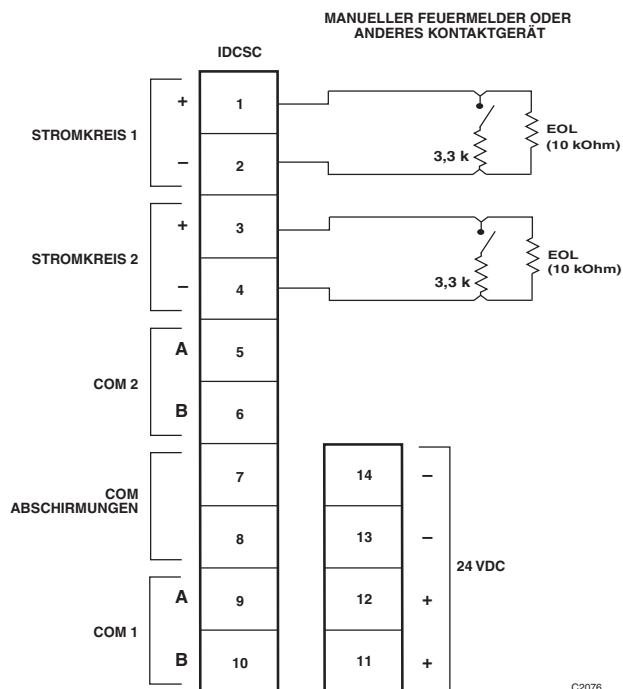 MANUELLER FEUERMELDER ODER
ANDERES KONTAKTGERÄT
IDCSC
STROMKREIS 1
+
1
–
2
3,3 k
EOL
(10 kOhm)
STROMKREIS 2
+
3
–
4
3,3 k
EOL
(10 kOhm)
COM 2
A
5
B
6
COM
ABSCHIRMUNGEN
7
8
COM 1
A
9
B
10
14
–
13
–
12
+
11
+
24 VDC
C2076